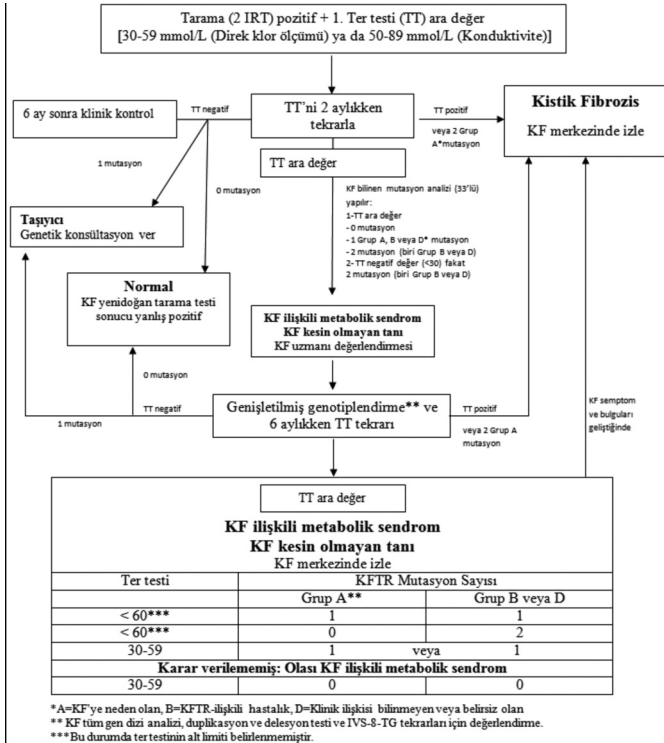 Tarama (2 IRT) pozitif + 1. Ter testi (TT) ara değer
[30-59 mmol/L (Direk klor ölçümü) ya da 50-89 mmol/L (Konduktivite)]
6 ay sonra klinik kontrol
TT negatif
TT'ni 2 aylıkken
tekrarla
TT pozitif
veya 2 Grup
A*mutasyon
Kistik Fibrozis
KF merkezinde izle
TT ara değer
1 mutasyon
0 mutasyon
KF bilinen mutasyon analizi (33'lü)
yapılır:
1-TT ara değer
- 0 mutasyon
- 1 Grup A, B veya D* mutasyon
- 2 mutasyon (biri Grup B veya D)
2- TT negatif değer (<30) fakat
2 mutasyon (biri Grup B veya D)
Taşıyıcı
Genetik konsültasyon ver
Normal
KF yenidoğan tarama testi
sonucu yanlış pozitif
KF ilişkili metabolik sendrom
KF kesin olmayan tanı
KF uzmanı değerlendirmesi
0 mutasyon
1 mutasyon
TT negatif
Genişletilmiş genotiplendirme** ve
6 aylıkken TT tekrarı
TT pozitif
veya 2 Grup A
mutasyon
KF semptom
ve bulguları
geliştiğinde
TT ara değer
KF ilişkili metabolik sendrom
KF kesin olmayan tanı
KF merkezinde izle
Ter testi KFTR Mutasyon Sayısı
Grup A** Grup B veya D
< 60*** 1 1
< 60*** 0 2
30-59 1 veya 1
Karar verilememiş: Olası KF ilişkili metabolik sendrom
30-59 0 0
*A=KF'ye neden olan, B=KFTR-ilişkili hastalık, D=Klinik ilişkisi bilinmeyen veya belirsiz olan
** KF tüm gen dizi analizi, duplikasyon ve delesyon testi ve IVS-8-TG tekrarları için değerlendirme.
***Bu durumda ter testinin alt limiti belirlenmemiştir.